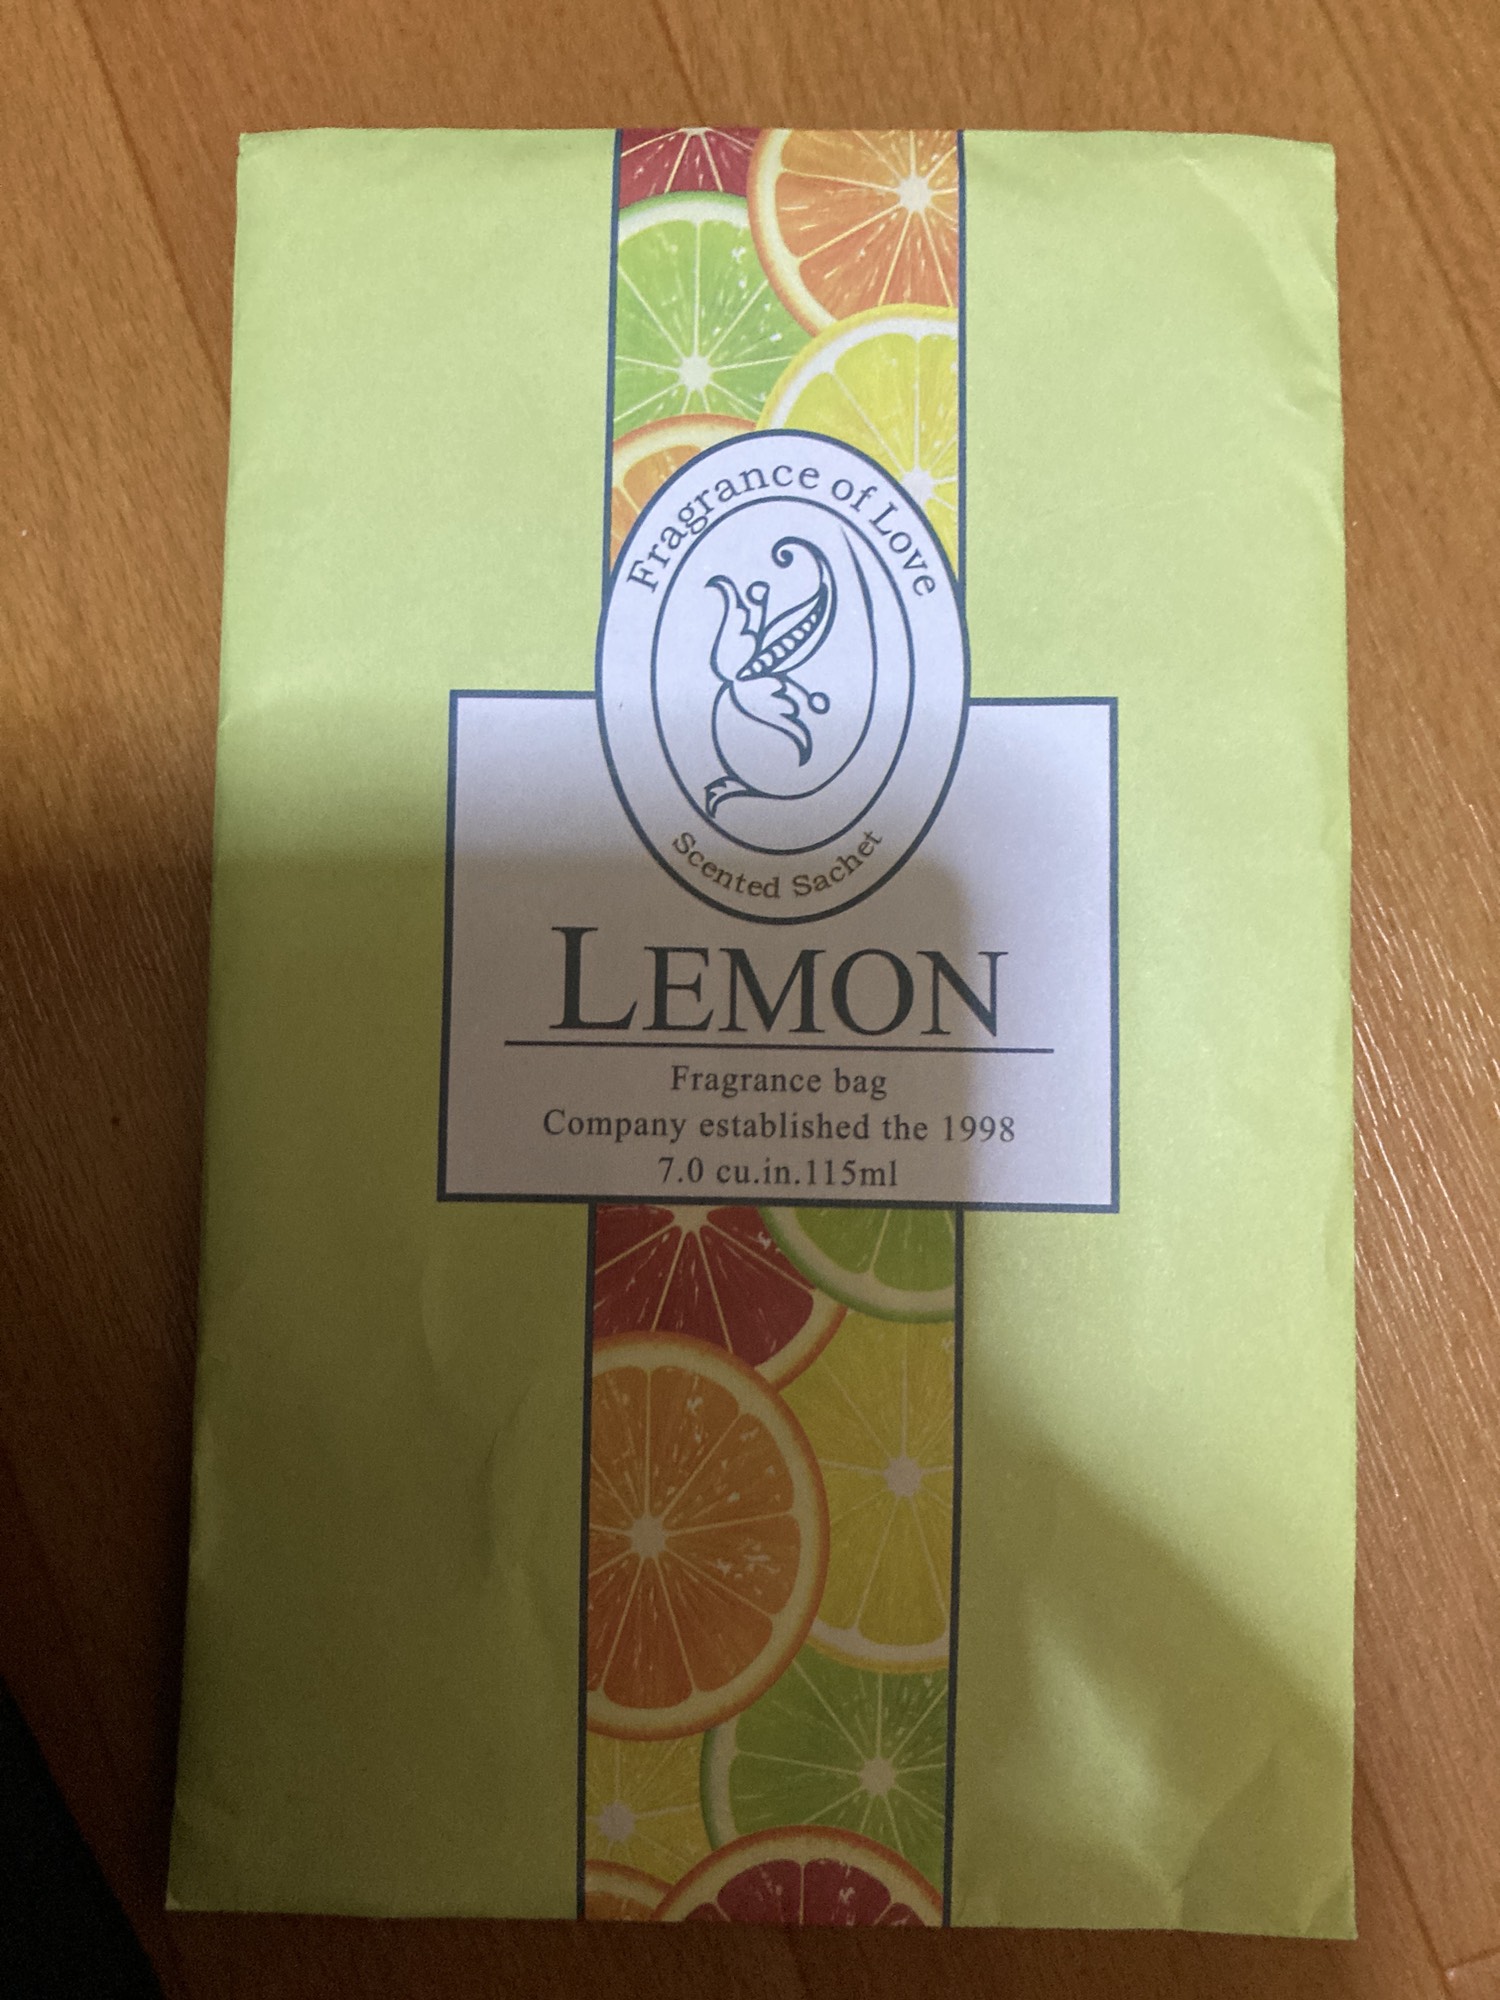 Fragrance of Love
Scented Sachet
LEMON
Fragrance bag
Company established the 1998
7.0 cu.in.115ml